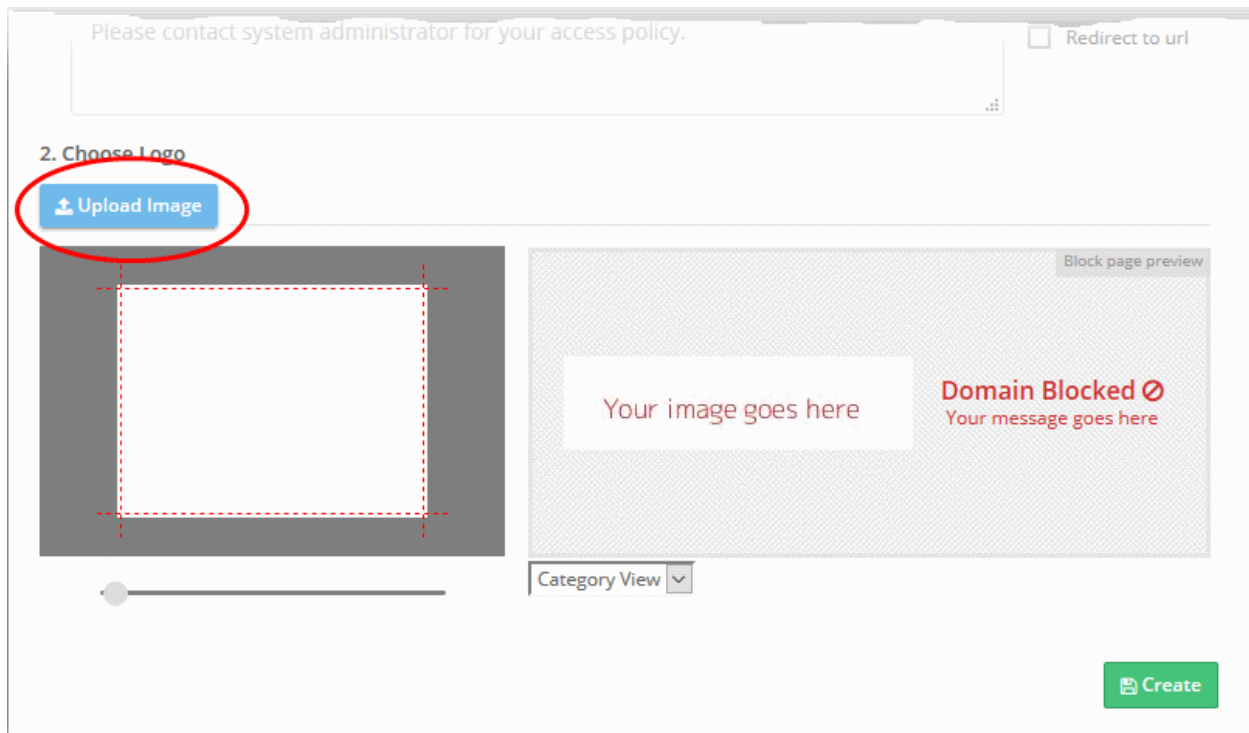 Please contact system administrator for your access policy.
Redirect to url
2. Choose Logo
Upload Image
Block page preview
Your image goes here
Domain Blocked
Your message goes here
Category View
Create